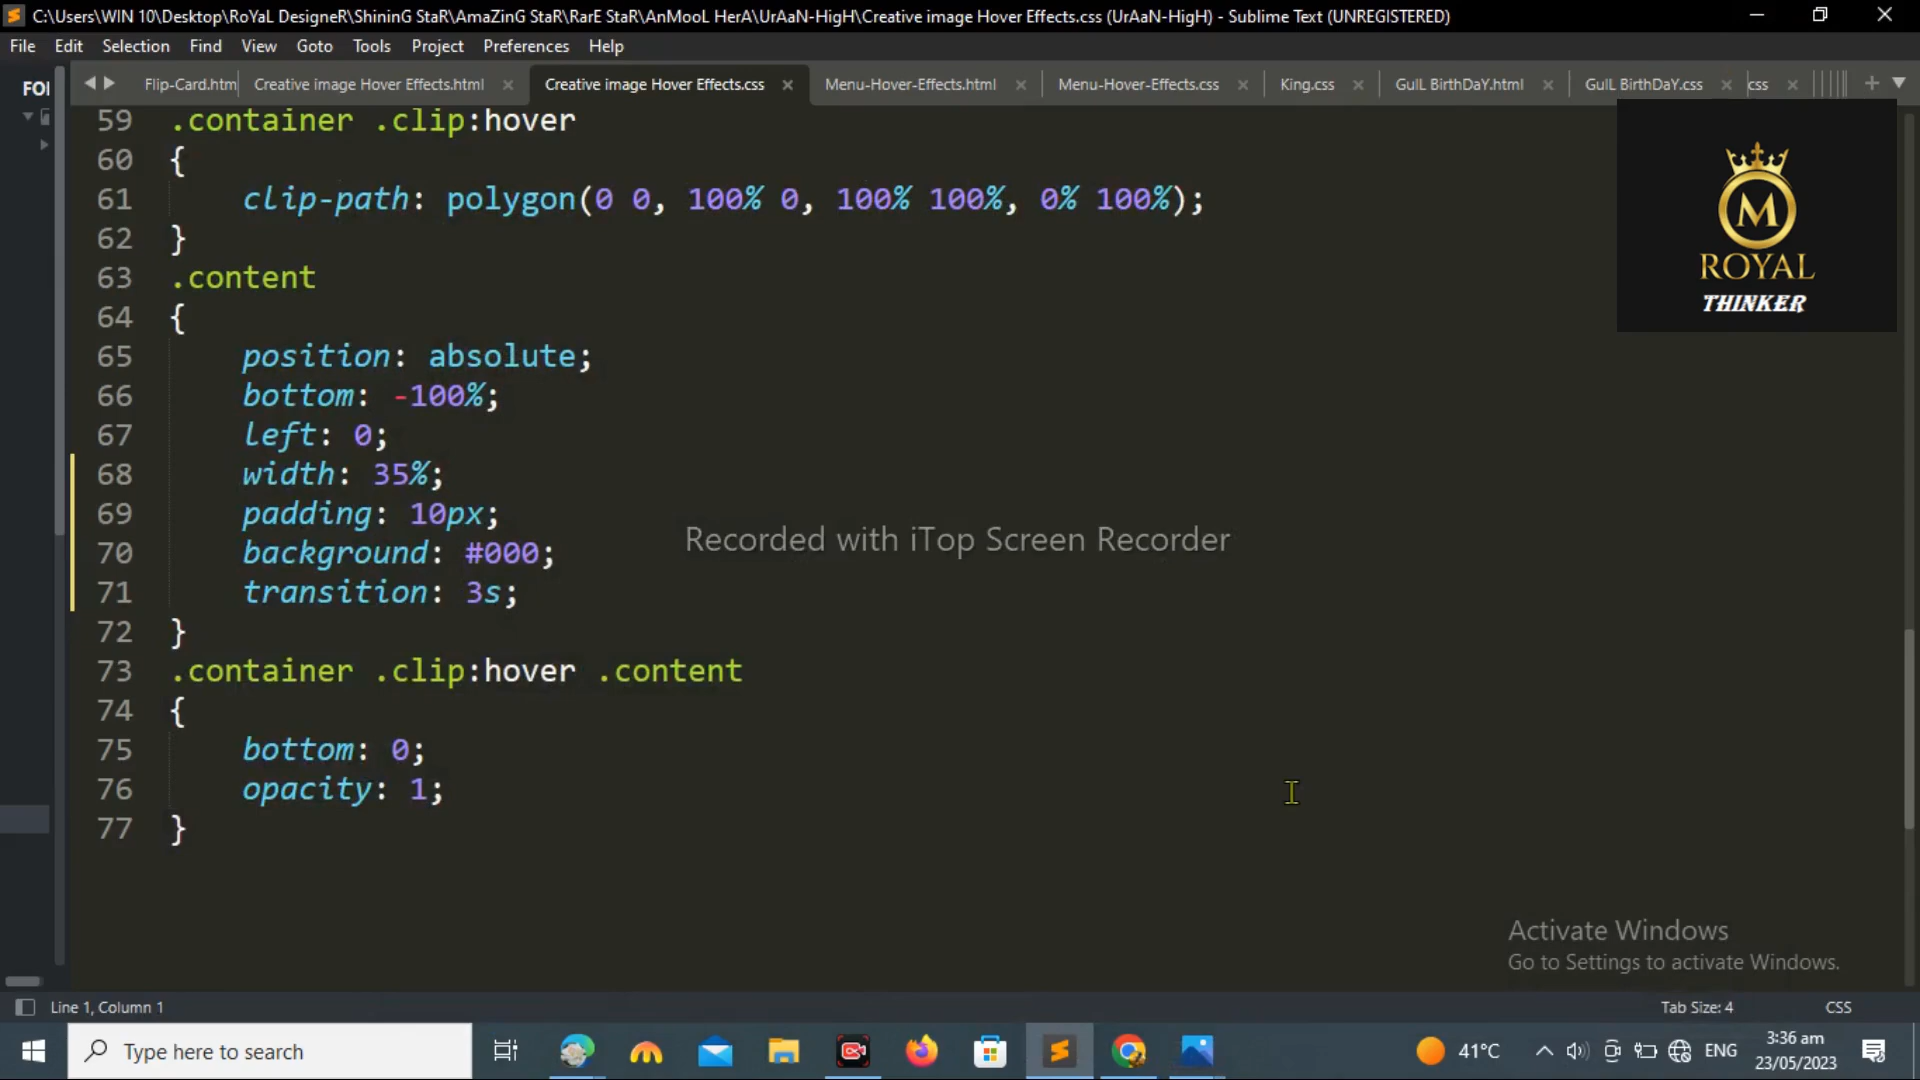 C:\Users\WIN 10\Desktop\RoYaL DesigneR\ShininG StaR\AmaZinG StaR\RarE StaR\AnMooL HerA\UrAaN-HigH\Creative image Hover Effects.css (UrAaN-HigH) - Sublime Text (UNREGISTERED)
File Edit Selection Find View Goto Tools Project Preferences Help
FOI
Flip-Card.htm Creative image Hover Effects.html Creative image Hover Effects.css Menu-Hover-Effects.html Menu-Hover-Effects.css King.css GulL BirthDaY.html GulL BirthDaY.css css
59 .container .clip:hover
60 {
61 clip-path: polygon(0 0, 100% 0, 100% 100%, 0% 100%);
62 }
63 .content
64 {
65 position: absolute;
66 bottom: -100%;
67 left: 0;
68 width: 35%;
69 padding: 10px;
70 background: #000;
71 transition: 3s;
72 }
73 .container .clip:hover .content
74 {
75 bottom: 0;
76 opacity: 1;
77 }
M
ROYAL
THINKER
Recorded with iTop Screen Recorder
Activate Windows
Go to Settings to activate Windows.
Line 1, Column 1 Tab Size: 4 CSS
Type here to search 41°C ENG 3:36 am
23/05/2023